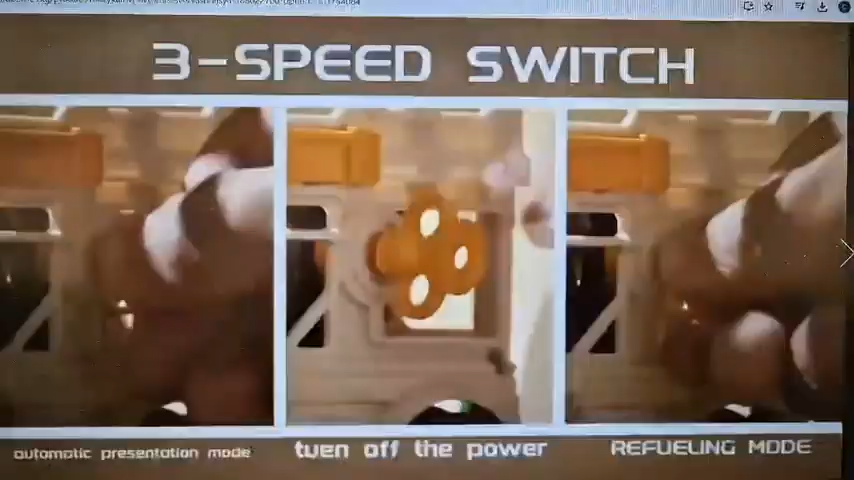 3-SPEED SWITCH
automatic presentation mode
tuen off the power
REFUELING MODE